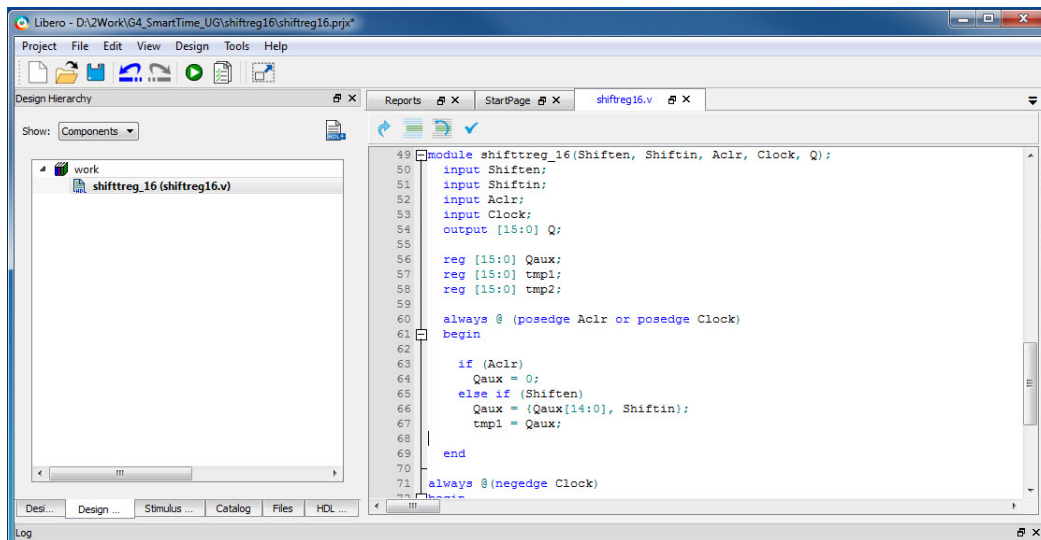 Libero - D:\2Work\G4_SmartTime_UG\shiftreg16\shiftreg16.prjx*
Project File Edit View Design Tools Help
Design Hierarchy
Reports StartPage shiftreg16.v
Show: Components
work
shifttreg_16 (shiftreg16.v)
49 module shifttreg_16(Shiften, Shiftin, Aclr, Clock, Q);
50 input Shiften;
51 input Shiftin;
52 input Aclr;
53 input Clock;
54 output [15:0] Q;
55
56 reg [15:0] Qaux;
57 reg [15:0] tmp1;
58 reg [15:0] tmp2;
59
60 always @ (posedge Aclr or posedge Clock)
61 begin
62
63 if (Aclr)
64 Qaux = 0;
65 else if (Shiften)
66 Qaux = {Qaux[14:0], Shiftin};
67 tmp1 = Qaux;
68
69 end
70
71 always @(negedge Clock)
72 begin
Desi... Design ... Stimulus ... Catalog Files HDL ...
Log